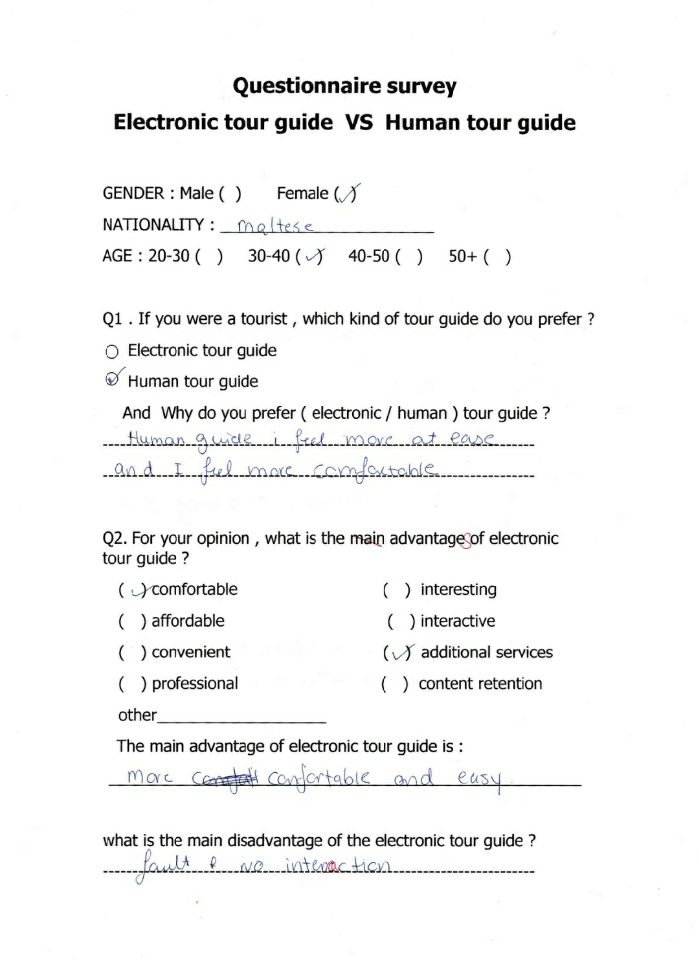 Questionnaire survey
Electronic tour guide VS Human tour guide
GENDER : Male ( ) Female (✓)
NATIONALITY : Maltese
AGE : 20-30 ( ) 30-40 (✓) 40-50 ( ) 50+ ( )
Q1 . If you were a tourist , which kind of tour guide do you prefer ?
○ Electronic tour guide
✓ Human tour guide
And Why do you prefer ( electronic / human ) tour guide ?
Human guide i feel more at ease
and I feel more comfortable
Q2. For your opinion , what is the main advantages of electronic
tour guide ?
(✓) comfortable ( ) interesting
( ) affordable ( ) interactive
( ) convenient (✓) additional services
( ) professional ( ) content retention
other
The main advantage of electronic tour guide is :
more confortable and easy
what is the main disadvantage of the electronic tour guide ?
fault & no interaction